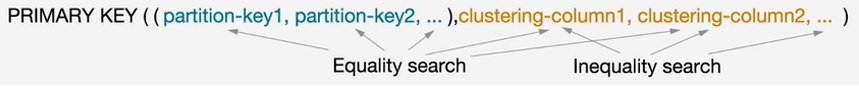 PRIMARY KEY ((partition-key1, partition-key2, ... ),clustering-column1, clustering-column2, ... )
Equality search Inequality search